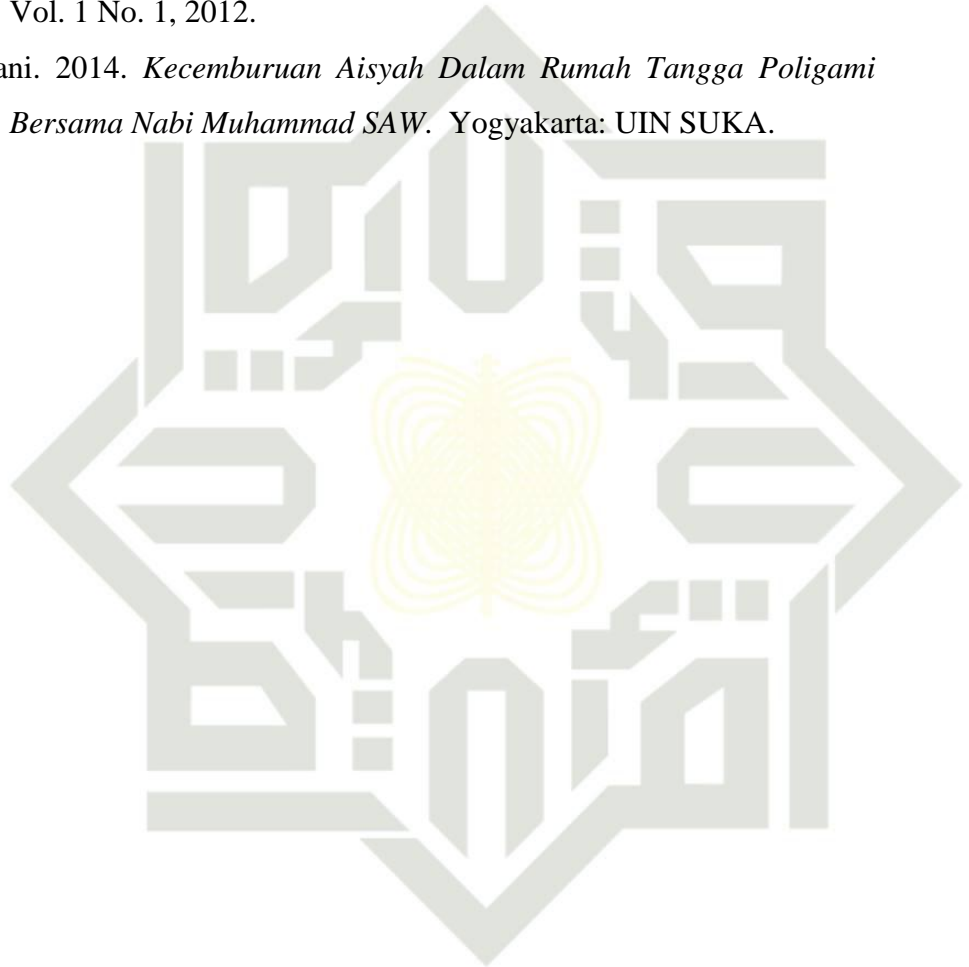 Vol. 1 No. 1, 2012.
ani. 2014. Kecemburuan Aisyah Dalam Rumah Tangga Poligami
Bersama Nabi Muhammad SAW. Yogyakarta: UIN SUKA.